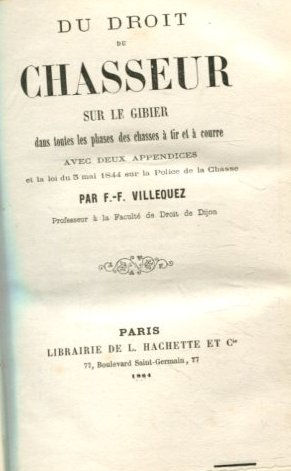 DU DROIT
DU
CHASSEUR
SUR LE GIBIER
dans toutes les phases des chasses à tir et à courre
AVEC DEUX APPENDICES
et la loi du 3 mai 1844 sur la Police de la Chasse
PAR F.-F. VILLEQUEZ
Professeur à la Faculté de Droit de Dijon
PARIS
LIBRAIRIE DE L. HACHETTE ET Cie
77, Boulevard Saint-Germain, 77